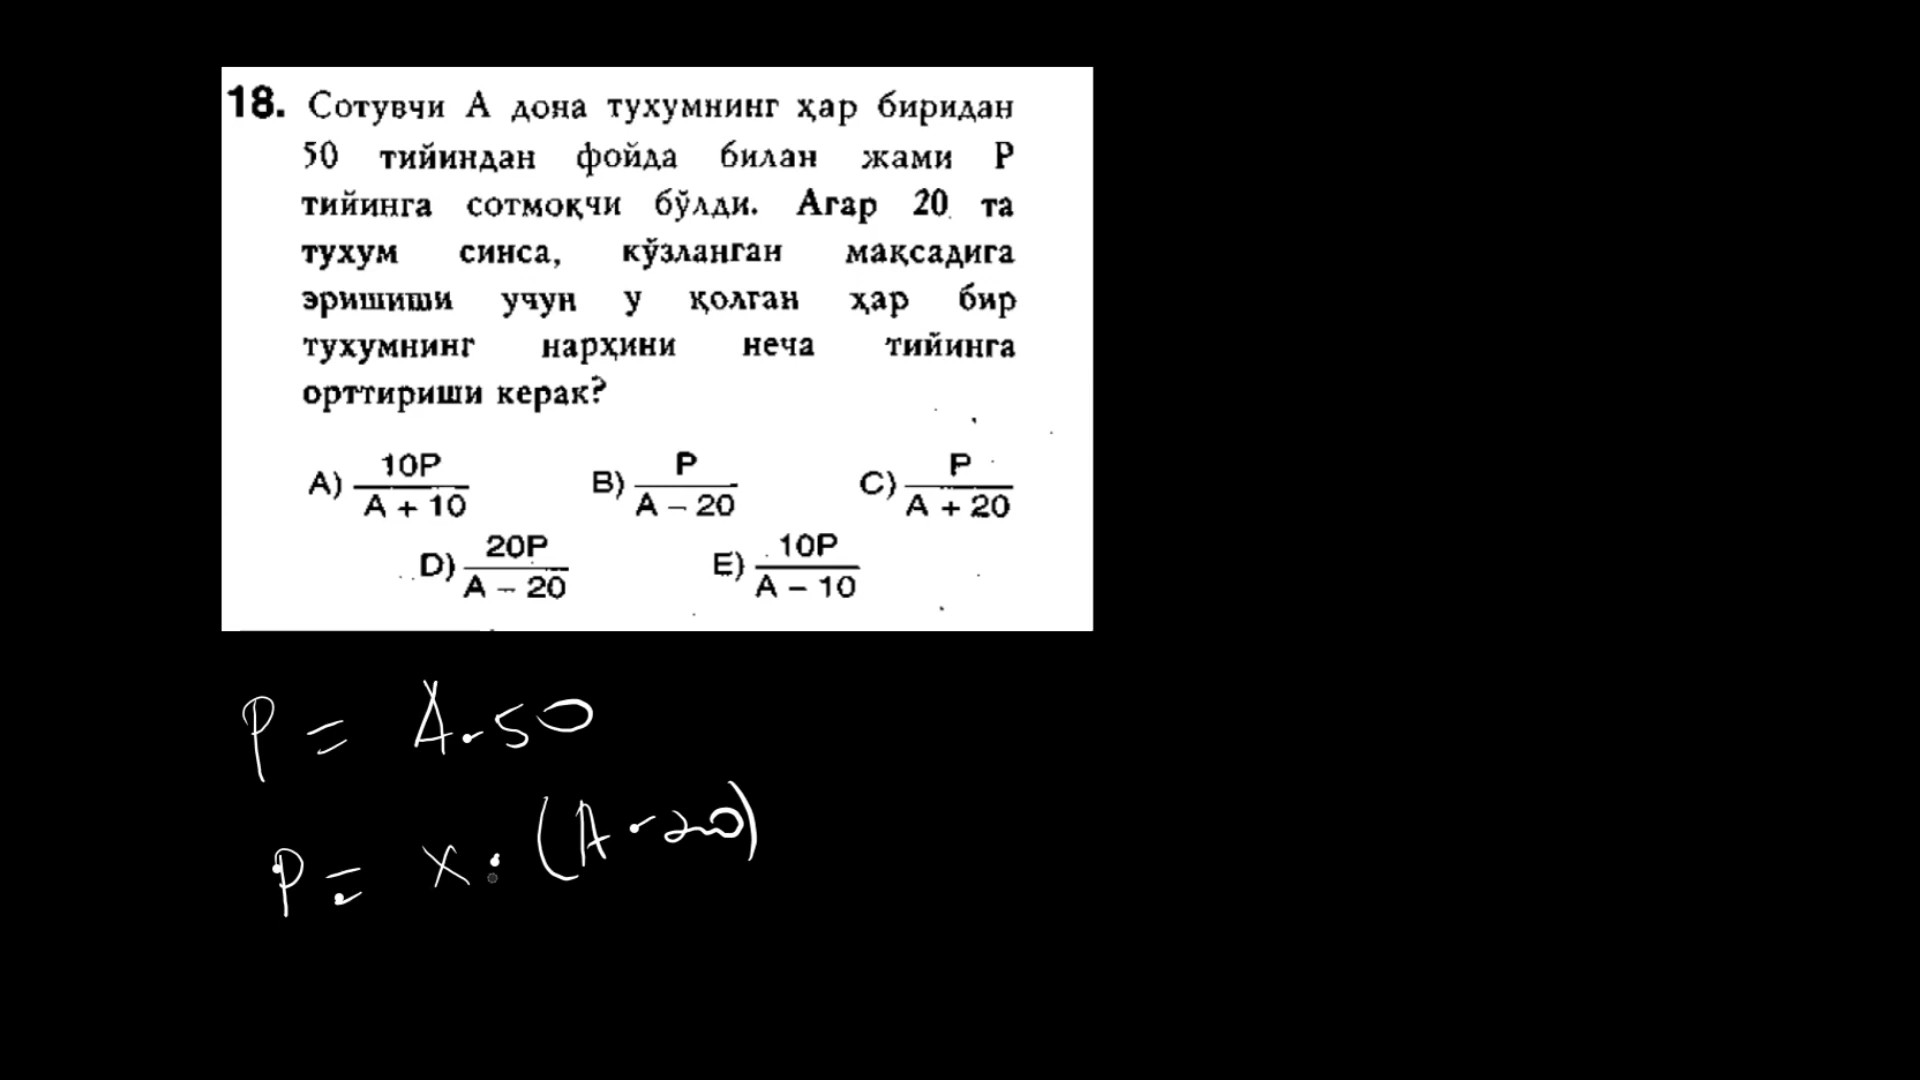 18. Сотувчи А дона тухумнинг ҳар биридан
50 тийиндан фойда билан жами Р
тийинга сотмоқчи бўлди. Агар 20 та
тухум синса, кўзланган мақсадига
эришиши учун у қолган ҳар бир
тухумнинг нарҳини неча тийинга
орттириши керак?
A) 10P / A + 10 B) P / A – 20 C) P / A + 20
D) 20P / A – 20 E) 10P / A – 10
P = A · 50
P = x · (A - 20)